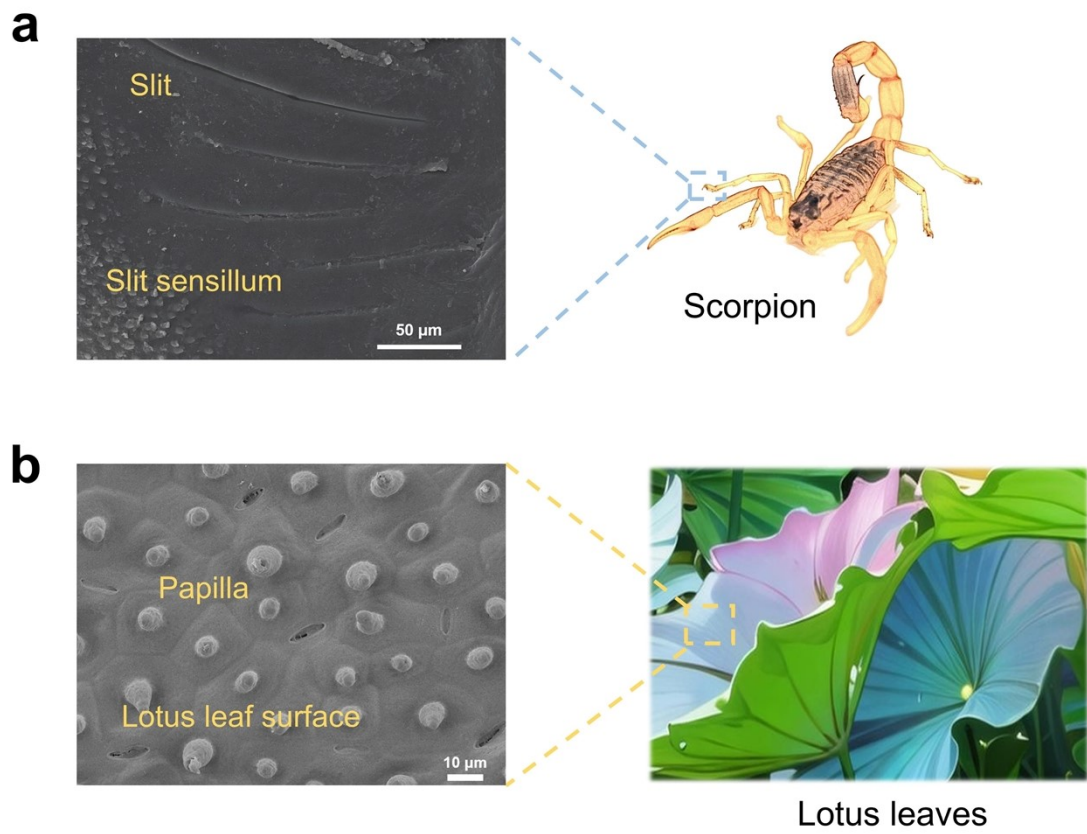 a
Slit
Slit sensillum
50 μm
Scorpion
b
Papilla
Lotus leaf surface
10 μm
Lotus leaves